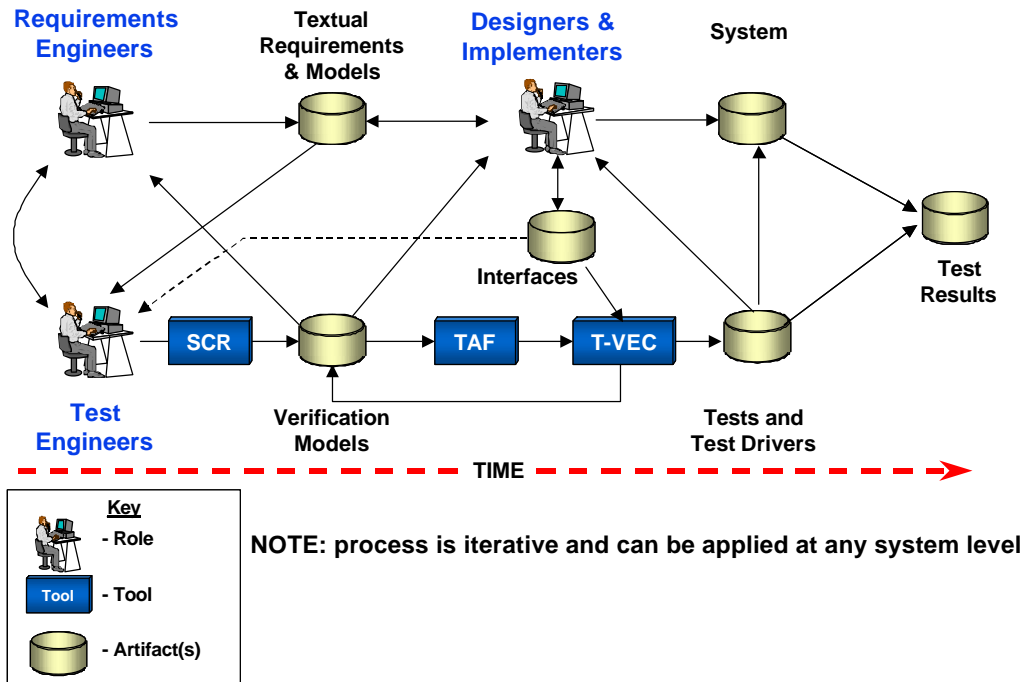 Requirements
Engineers
Textual
Requirements
& Models
Designers &
Implementers
System
Interfaces
Test
Results
SCR
TAF
T-VEC
Test
Engineers
Verification
Models
Tests and
Test Drivers
TIME
Key
- Role
Tool
- Tool
- Artifact(s)
NOTE: process is iterative and can be applied at any system level